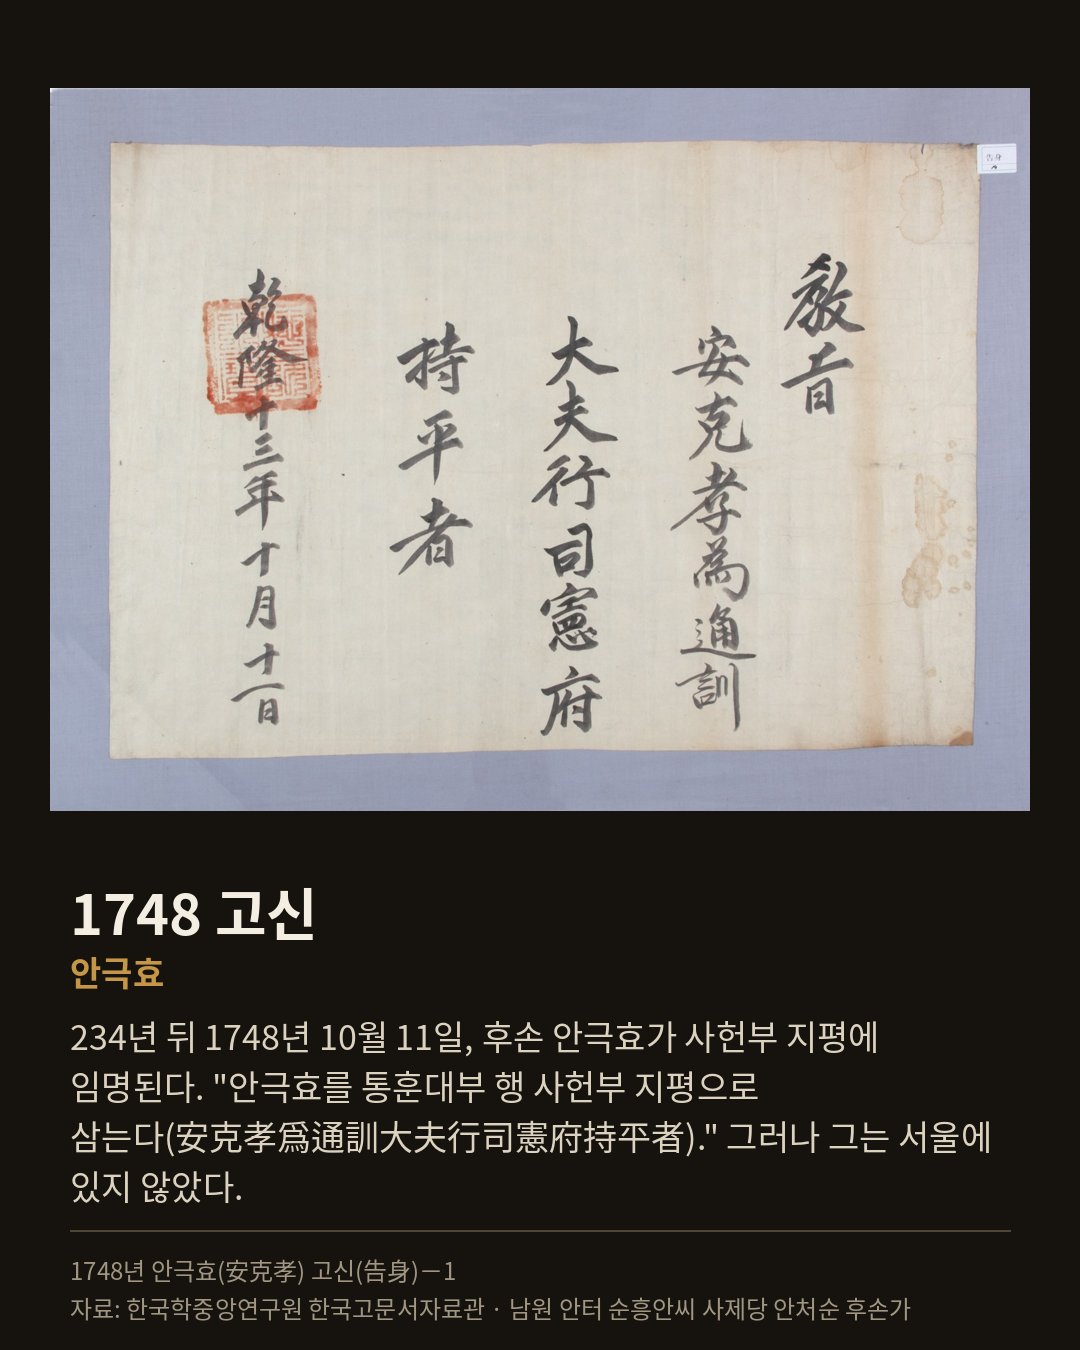 告身
敎旨
安克孝為通訓
大夫行司憲府
持平者
乾隆十三年十月十一日
1748 고신
안극효
234년 뒤 1748년 10월 11일, 후손 안극효가 사헌부 지평에
임명된다. "안극효를 통훈대부 행 사헌부 지평으로
삼는다(安克孝爲通訓大夫行司憲府持平者)." 그러나 그는 서울에
있지 않았다.
1748년 안극효(安克孝) 고신(告身)－1
자료: 한국학중앙연구원 한국고문서자료관 · 남원 안터 순흥안씨 사제당 안처순 후손가